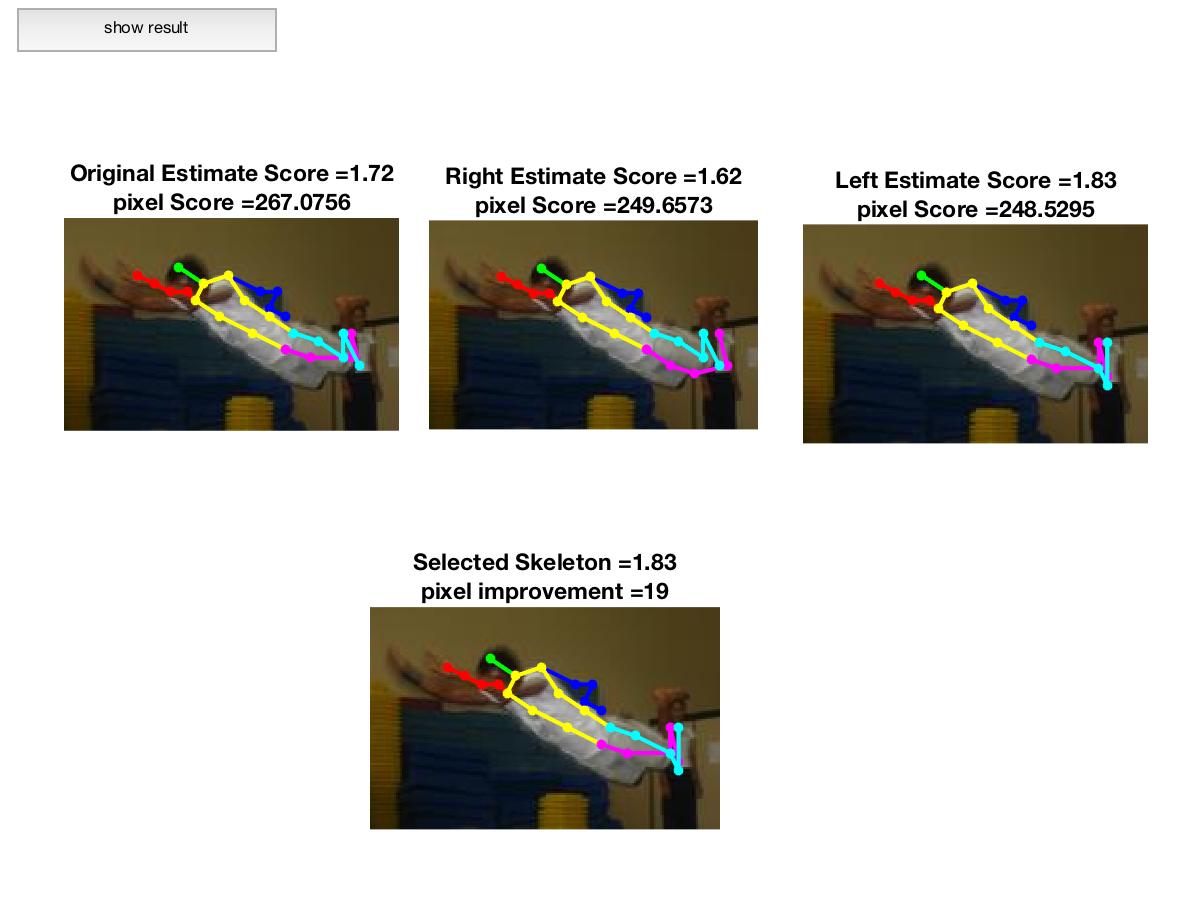 show result
Original Estimate Score =1.72
pixel Score =267.0756
Right Estimate Score =1.62
pixel Score =249.6573
Left Estimate Score =1.83
pixel Score =248.5295
Selected Skeleton =1.83
pixel improvement =19